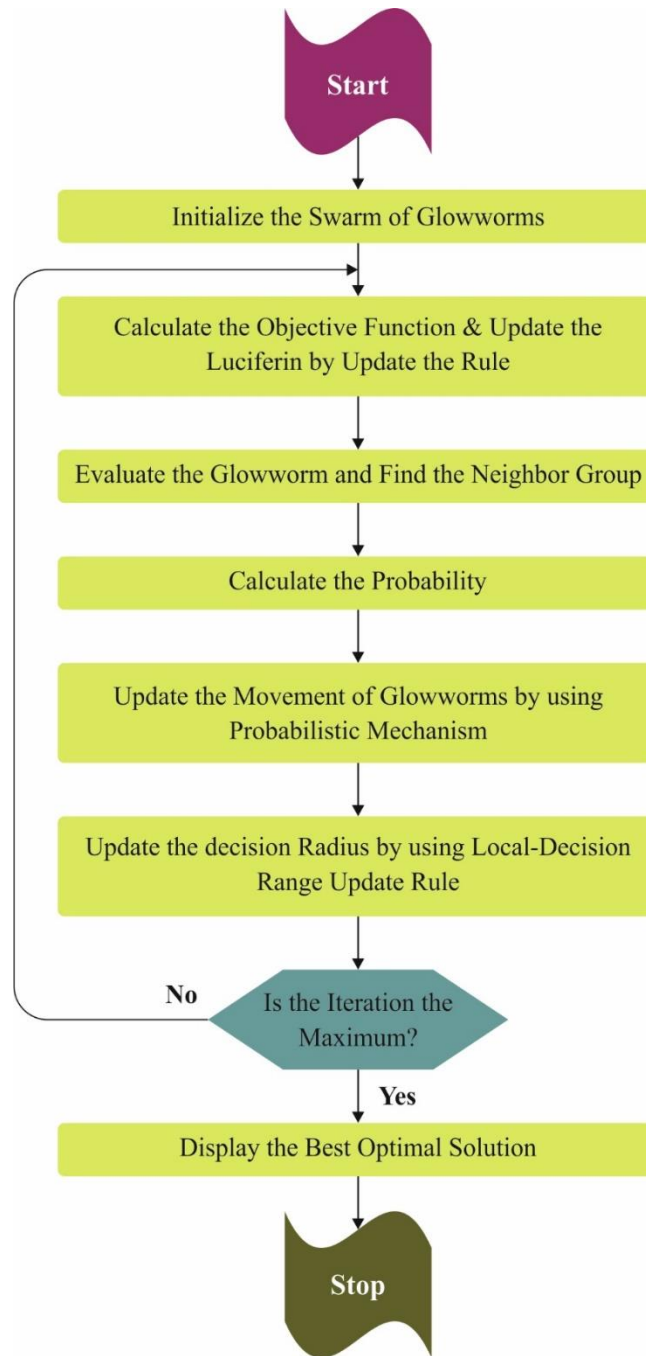 Start
Initialize the Swarm of Glowworms
Calculate the Objective Function & Update the
Luciferin by Update the Rule
Evaluate the Glowworm and Find the Neighbor Group
Calculate the Probability
Update the Movement of Glowworms by using
Probabilistic Mechanism
Update the decision Radius by using Local-Decision
Range Update Rule
No
Is the Iteration the
Maximum?
Yes
Display the Best Optimal Solution
Stop